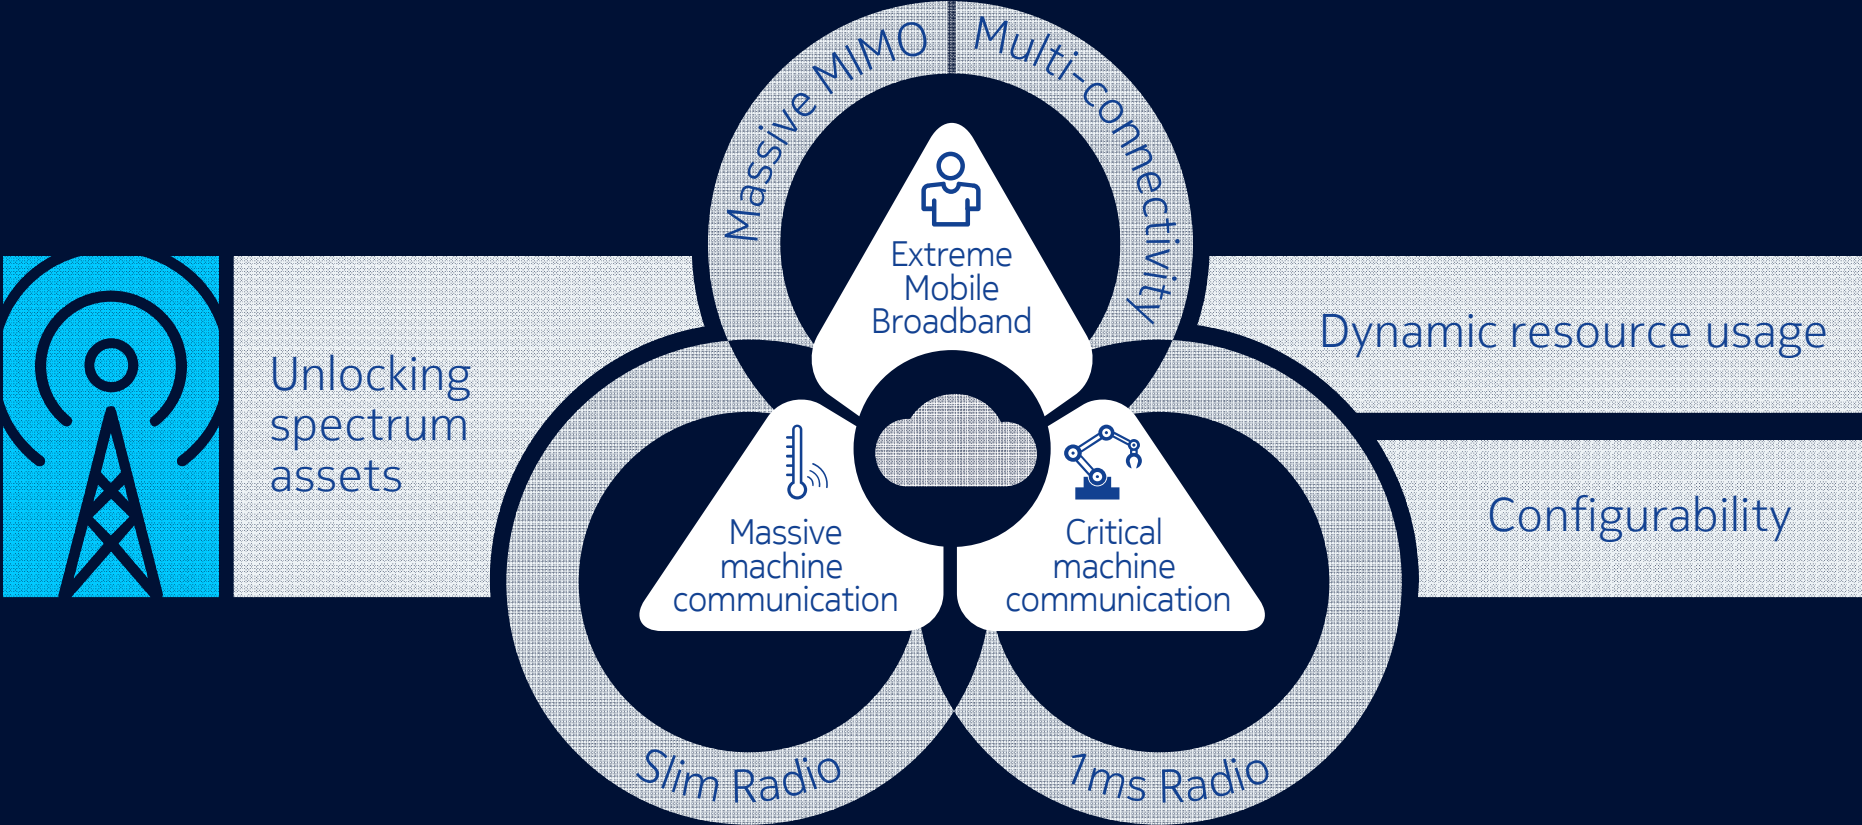 Massive MIMO
Multi-connectivity
Extreme
Mobile
Broadband
Unlocking
spectrum
assets
Dynamic resource usage
Configurability
Massive
machine
communication
Critical
machine
communication
Slim Radio
1ms Radio